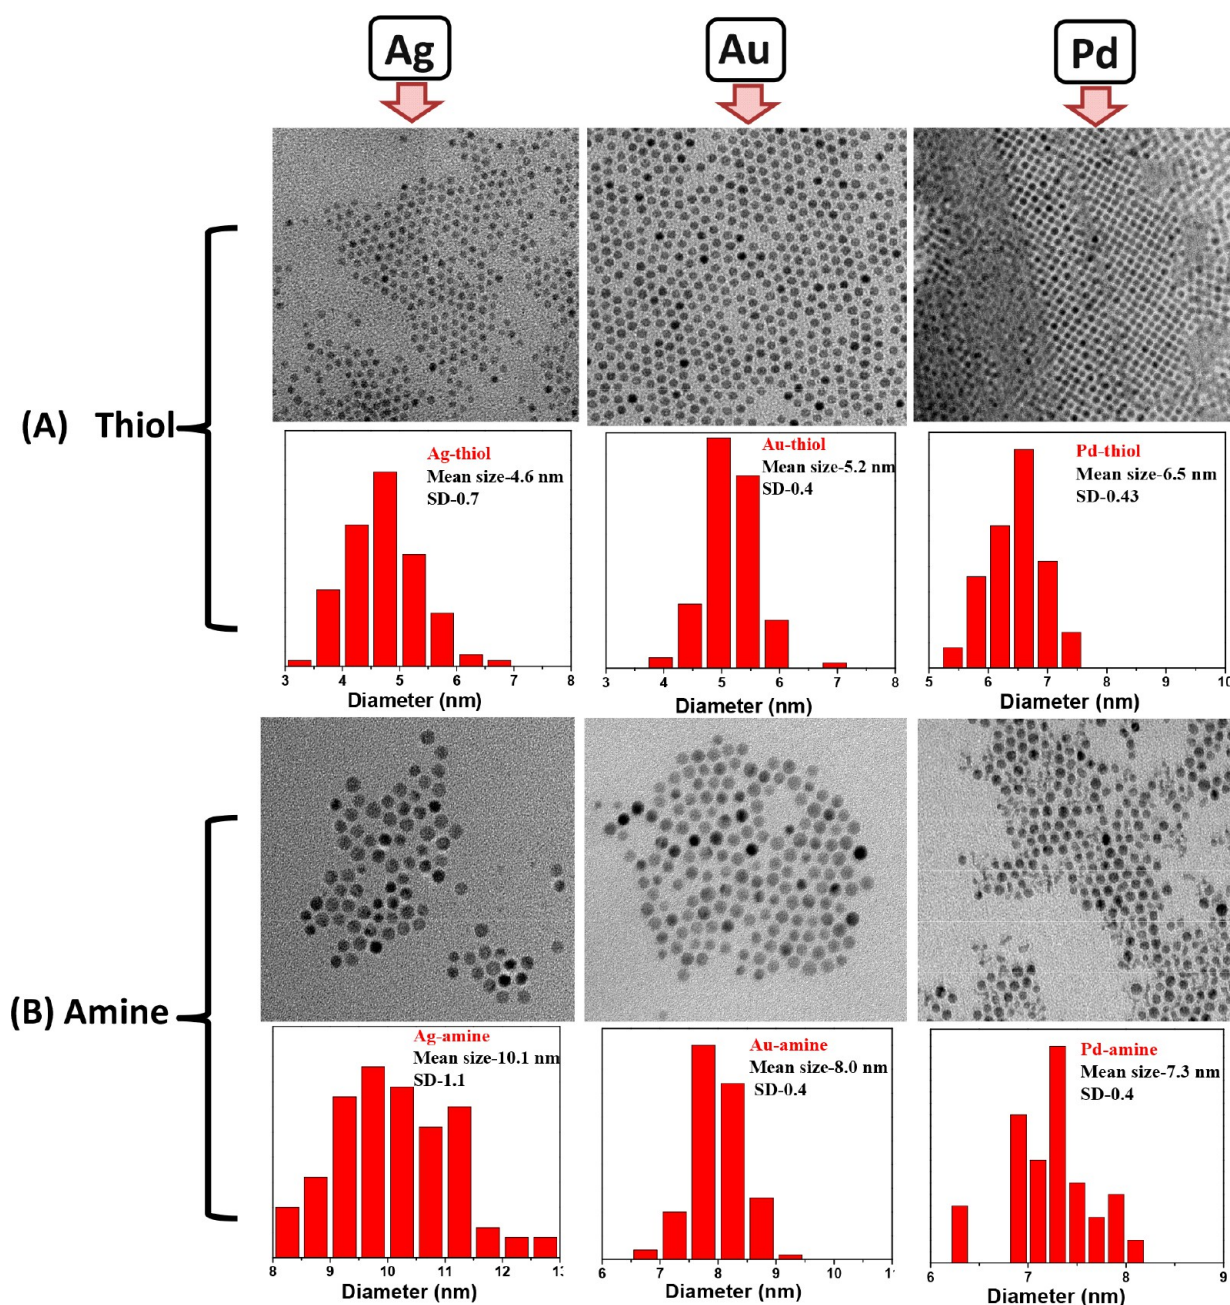 Ag
Au
Pd
(A) Thiol
Ag-thiol
Mean size-4.6 nm
SD-0.7
3 4 5 6 7 8
Diameter (nm)
Au-thiol
Mean size-5.2 nm
SD-0.4
3 4 5 6 7 8
Diameter (nm)
Pd-thiol
Mean size-6.5 nm
SD-0.43
5 6 7 8 9 10
Diameter (nm)
(B) Amine
Ag-amine
Mean size-10.1 nm
SD-1.1
8 9 10 11 12
Diameter (nm)
Au-amine
Mean size-8.0 nm
SD-0.4
6 7 8 9 10
Diameter (nm)
Pd-amine
Mean size-7.3 nm
SD-0.4
6 7 8 9
Diameter (nm)